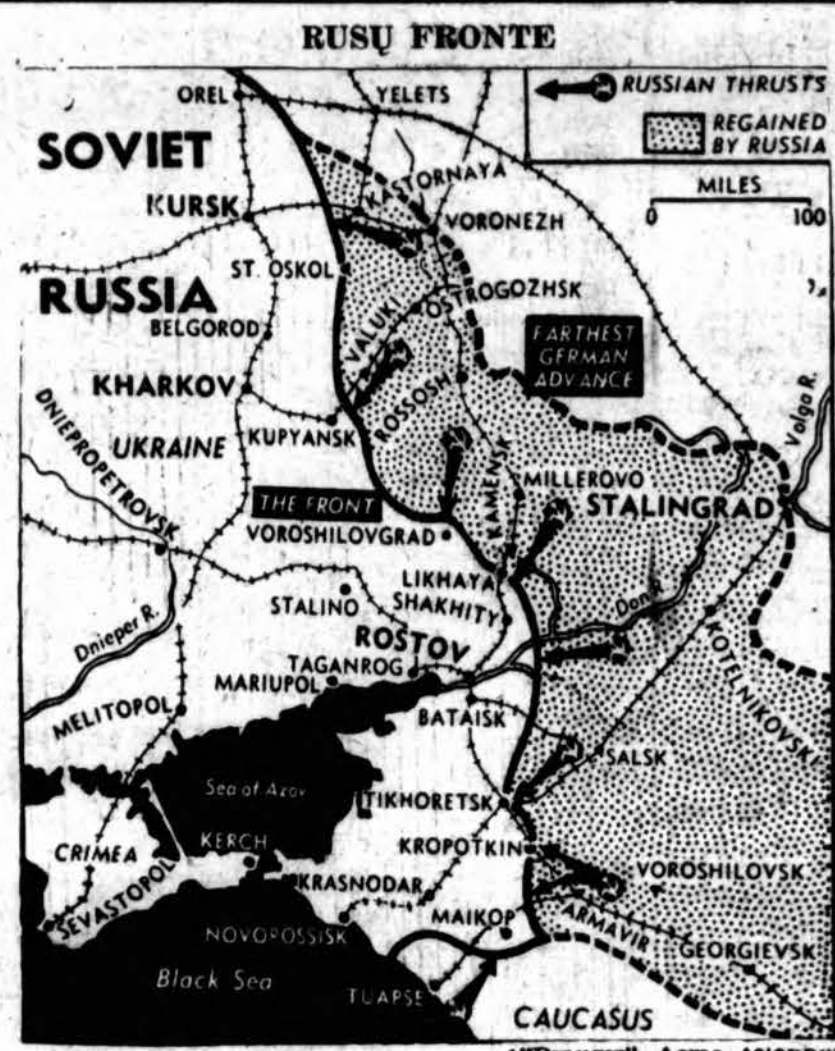 RUSŲ FRONTE
RUSSIAN THRUSTS
REGAINED
BY RUSSIA
MILES
0 100
OREL
YELETS
SOVIET
KASTORNAYA
KURSK
VORONEZH
ST. OSKOL
RUSSIA
OSTROGOZHSK
VALUKI
BELGOROD
FARTHEST
GERMAN
ADVANCE
KHARKOV
ROSSOSH
Volga R.
DNIEPROPETROVSK
UKRAINE
KUPYANSK
KAMENSK
MILLEROVO
THE FRONT
STALINGRAD
VOROSHILOVGRAD
LIKHAYA
STALINO
SHAKHITY
Don
Dnieper R.
ROSTOV
KOTELNIKOVSKI
TAGANROG
MARIUPOL
MELITOPOL
BATAISK
SALSK
Sea of Azov
TIKHORETSK
KERCH
KROPOTKIN
CRIMEA
VOROSHILOVSK
SEVASTOPOL
KRASNODAR
MAIKOP
ARMAVIR
NOVOROSSISK
GEORGIEVSK
Black Sea
TUAPSE
CAUCASUS